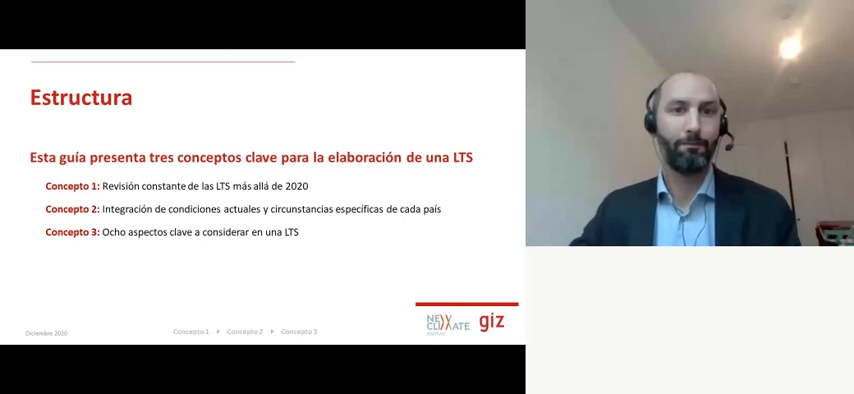 Estructura
Esta guía presenta tres conceptos clave para la elaboración de una LTS
Concepto 1: Revisión constante de las LTS más allá de 2020
Concepto 2: Integración de condiciones actuales y circunstancias específicas de cada país
Concepto 3: Ocho aspectos clave a considerar en una LTS
Diciembre 2020
Concepto 1 Concepto 2 Concepto 3
NEW
CLIMATE
INSTITUTE
giz